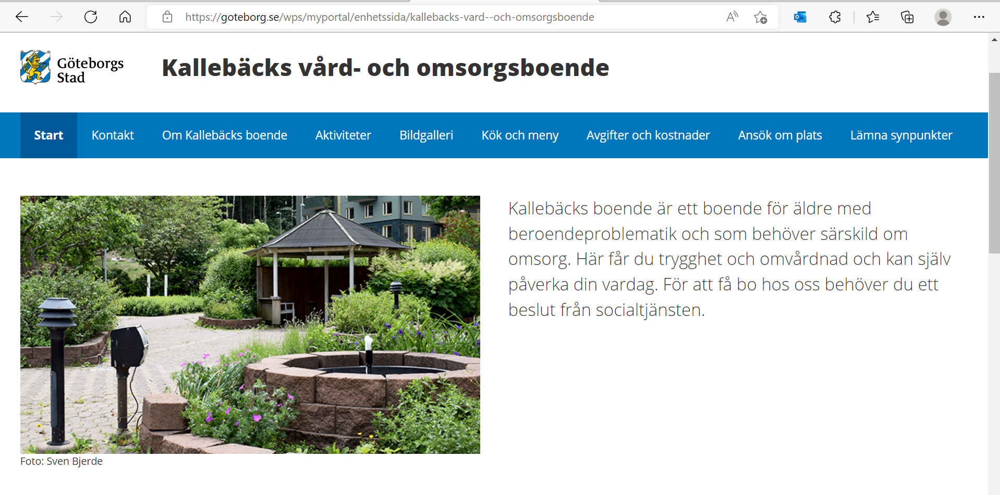 https://goteborg.se/wps/myportal/enhetssida/kallebacks-vard--och-omsorgsboende
Göteborgs
Stad
Kallebäcks vård- och omsorgsboende
Start Kontakt Om Kallebäcks boende Aktiviteter Bildgalleri Kök och meny Avgifter och kostnader Ansök om plats Lämna synpunkter
Kallebäcks boende är ett boende för äldre med
beroendeproblematik och som behöver särskild om
omsorg. Här får du trygghet och omvårdnad och kan själv
påverka din vardag. För att få bo hos oss behöver du ett
beslut från socialtjänsten.
Foto: Sven Bjerde